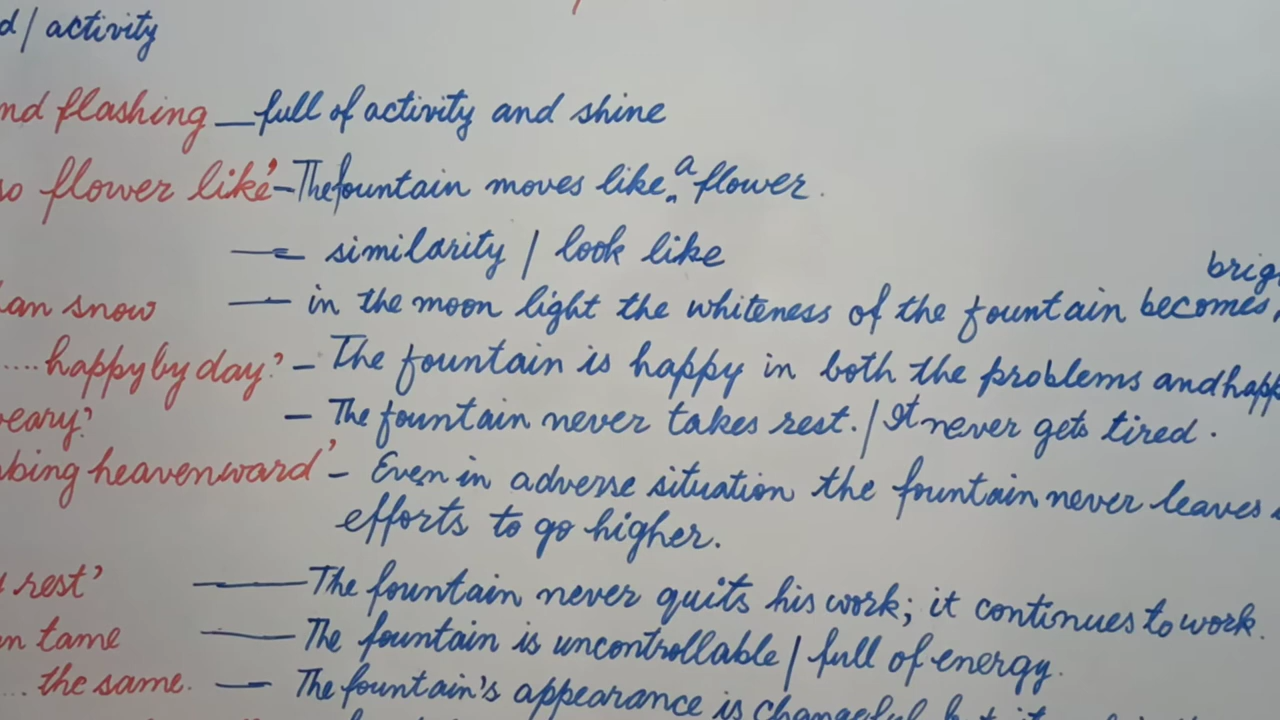 d / activity
nd flashing — full of activity and shine
so flower like' - The fountain moves like a flower.
— similarity / look like
brig
an snow — in the moon light the whiteness of the fountain becomes
.... happy by day?' - The fountain is happy in both the problems and happ
eary?' - The fountain never takes rest. / It never gets tired.
bing heavenward' - Even in adverse situation the fountain never leaves
efforts to go higher.
rest' — The fountain never quits his work; it continues to work.
n tame — The fountain is uncontrollable / full of energy.
... the same. — The fountain's appearance is changeful but it